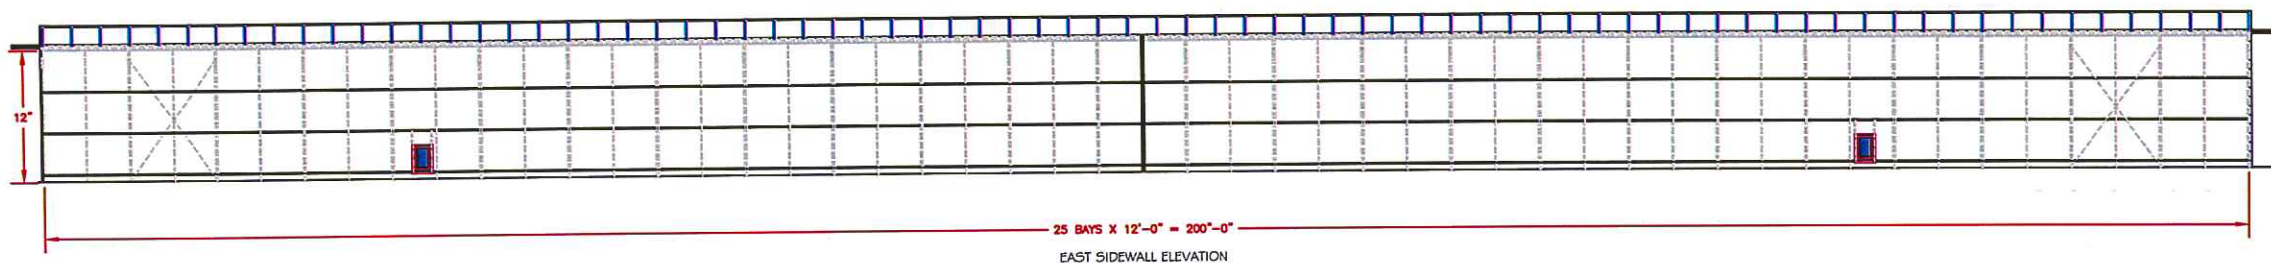 12"
25 BAYS X 12'-0" = 200"-0"
EAST SIDEWALL ELEVATION